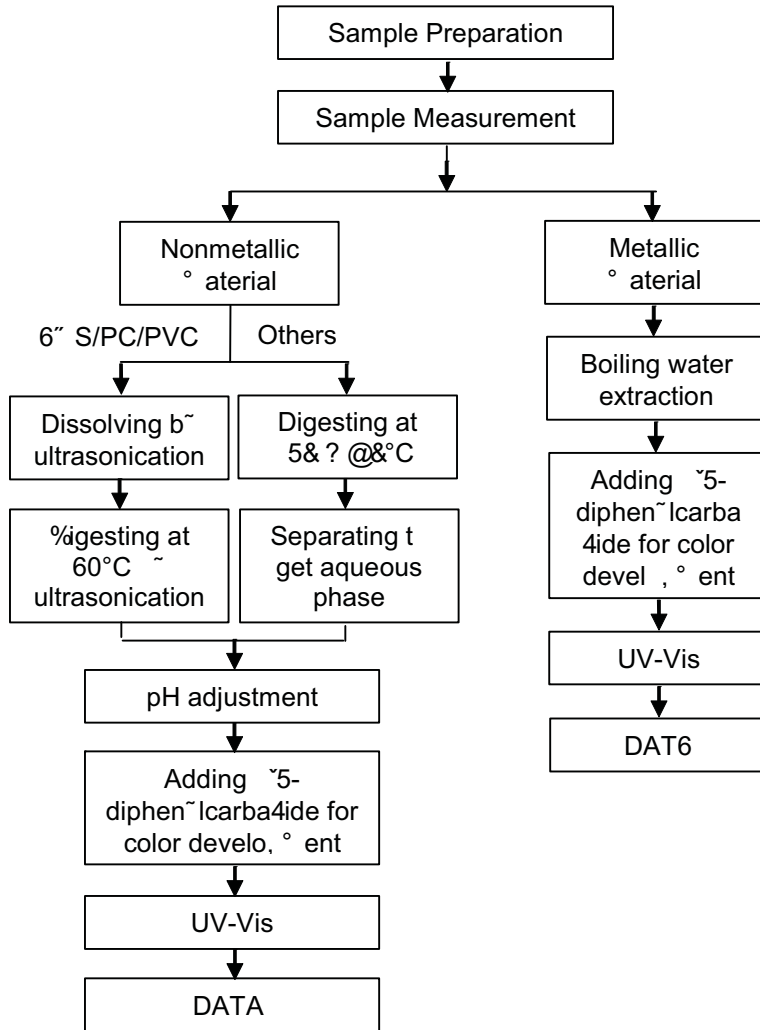 Sample Preparation
Sample Measurement
Nonmetallic
° aterial
Metallic
° aterial
6˝ S/PC/PVC
Others
Boiling water
extraction
Dissolving b˜
ultrasonication
Digesting at
5& ? @&°C
%igesting at
60°C ˜
ultrasonication
Separating t
get aqueous
phase
Adding ˇ5-
diphen˜lcarba
4ide for color
devel , ° ent
UV-Vis
DAT6
pH adjustment
Adding ˇ5-
diphen˜lcarba4ide for
color develo, ° ent
UV-Vis
DATA